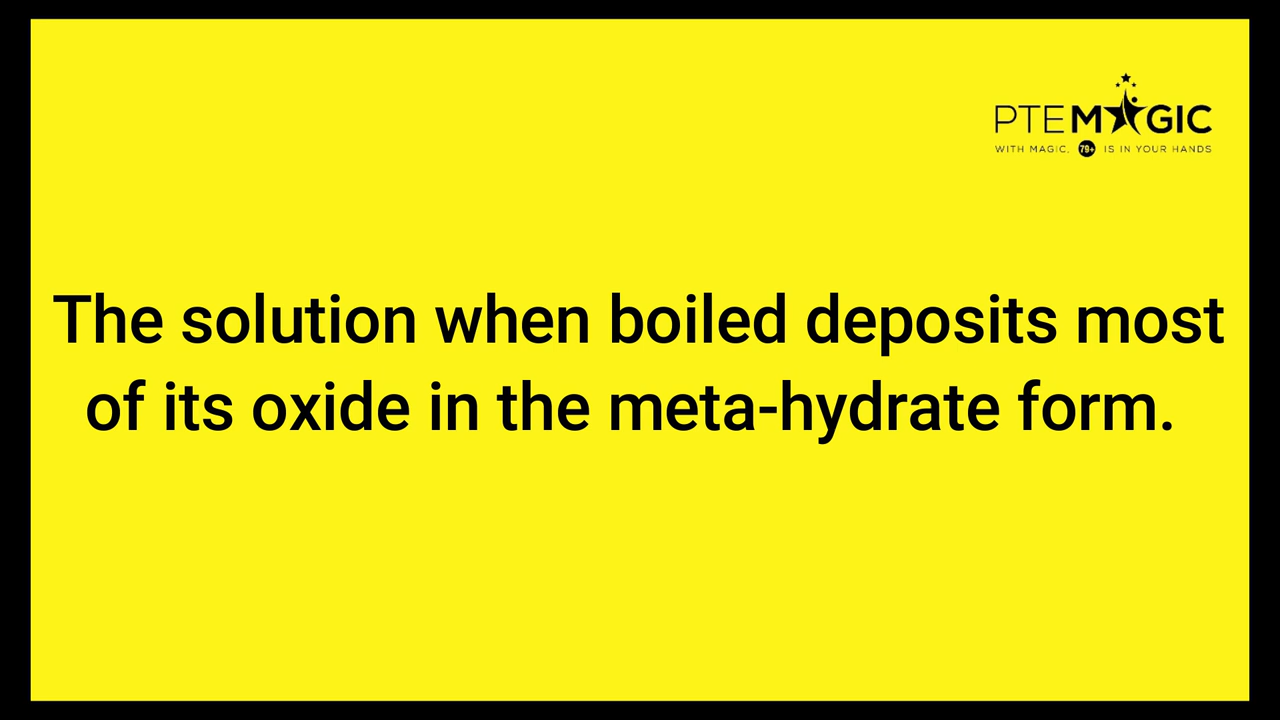 PTEMAGIC
WITH MAGIC, 79+ IS IN YOUR HANDS
The solution when boiled deposits most
of its oxide in the meta-hydrate form.